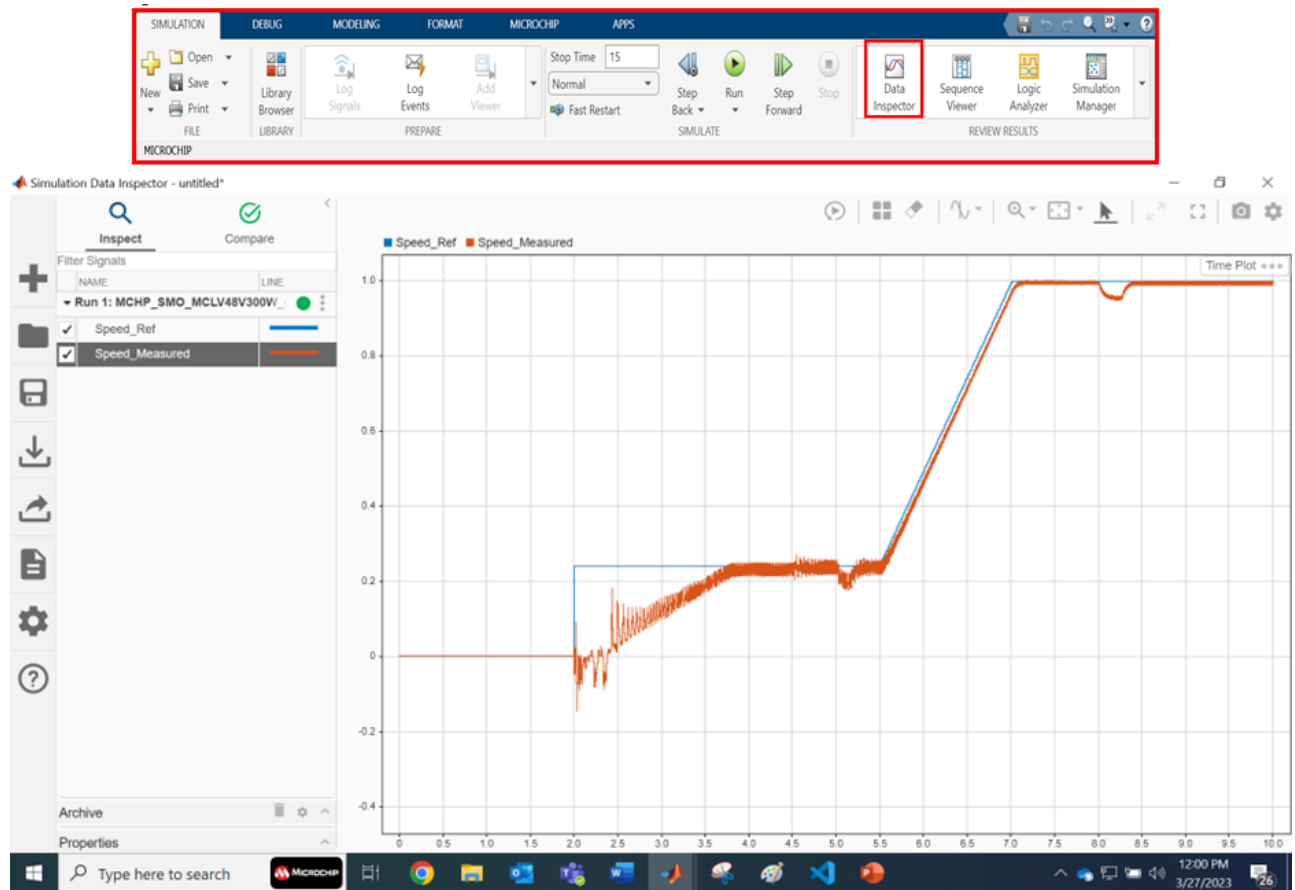 SIMULATION DEBUG MODELING FORMAT MICROCHIP APPS
New
Open
Save
Print
FILE
Library
Browser
LIBRARY
Log
Signals
Log
Events
Add
Viewer
PREPARE
Stop Time 15
Normal
Fast Restart
Step
Back
Run
Step
Forward
Stop
SIMULATE
Data
Inspector
Sequence
Viewer
Logic
Analyzer
Simulation
Manager
REVIEW RESULTS
MICROCHIP
Simulation Data Inspector - untitled*
Inspect Compare
Filter Signals
NAME LINE
Run 1: MCHP_SMO_MCLV48V300W_
Speed_Ref
Speed_Measured
Archive
Properties
Speed_Ref Speed_Measured
Time Plot
1.0
0.8
0.6
0.4
0.2
0
-0.2
-0.4
0 0.5 1.0 1.5 2.0 2.5 3.0 3.5 4.0 4.5 5.0 5.5 6.0 6.5 7.0 7.5 8.0 8.5 9.0 9.5 10.0
Type here to search
MICROCHIP
12:00 PM
3/27/2023
26